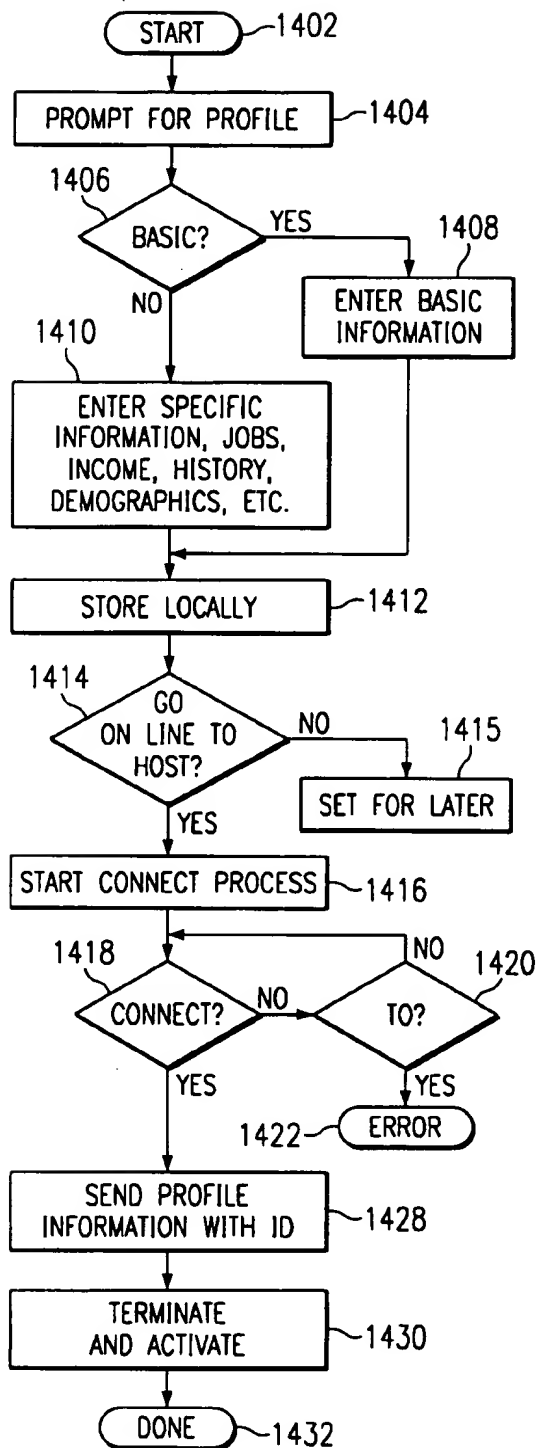 START
1402
PROMPT FOR PROFILE
1404
1406
BASIC?
YES
NO
1408
ENTER BASIC
INFORMATION
1410
ENTER SPECIFIC
INFORMATION, JOBS,
INCOME, HISTORY,
DEMOGRAPHICS, ETC.
STORE LOCALLY
1412
1414
GO
ON LINE TO
HOST?
NO
YES
1415
SET FOR LATER
START CONNECT PROCESS
1416
1418
CONNECT?
NO
YES
NO
1420
TO?
YES
1422
ERROR
SEND PROFILE
INFORMATION WITH ID
1428
TERMINATE
AND ACTIVATE
1430
DONE
1432